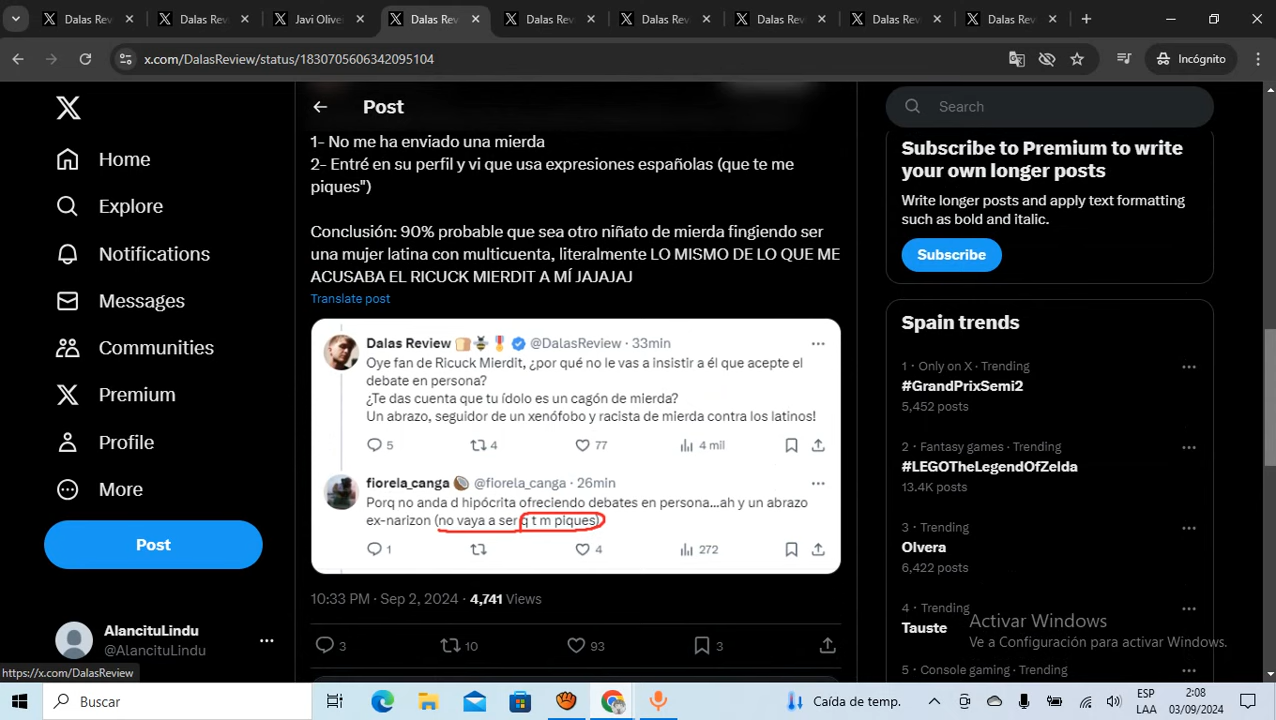 Dalas Rev
Dalas Rev
Javi Olive
Dalas Rev
Dalas Rev
Dalas Rev
Dalas Rev
Dalas Rev
Dalas Rev
x.com/DalasReview/status/1830705606342095104
Incógnito
Home
Explore
Notifications
Messages
Communities
Premium
Profile
More
Post
AlancituLindu
@AlancituLindu
https://x.com/DalasReview
Post
1- No me ha enviado una mierda
2- Entré en su perfil y vi que usa expresiones españolas (que te me
piques")
Conclusión: 90% probable que sea otro niñato de mierda fingiendo ser
una mujer latina con multicuenta, literalmente LO MISMO DE LO QUE ME
ACUSABA EL RICUCK MIERDIT A MÍ JAJAJAJ
Translate post
Dalas Review @DalasReview · 33min
Oye fan de Ricuck Mierdit, ¿por qué no le vas a insistir a él que acepte el
debate en persona?
¿Te das cuenta que tu ídolo es un cagón de mierda?
Un abrazo, seguidor de un xenófobo y racista de mierda contra los latinos!
5 4 77 4 mil
fiorela_canga @fiorela_canga · 26min
Porq no anda d hipócrita ofreciendo debates en persona...ah y un abrazo
ex-narizon (no vaya a ser q t m piques)
1 4 272
10:33 PM · Sep 2, 2024 · 4,741 Views
3 10 93 3
Search
Subscribe to Premium to write
your own longer posts
Write longer posts and apply text formatting
such as bold and italic.
Subscribe
Spain trends
1 · Only on X · Trending
#GrandPrixSemi2
5,452 posts
2 · Fantasy games · Trending
#LEGOTheLegendOfZelda
13.4K posts
3 · Trending
Olvera
6,422 posts
4 · Trending
Tauste
5 · Console gaming · Trending
Activar Windows
Ve a Configuración para activar Windows.
Buscar
Caída de temp.
ESP
LAA
2:08
03/09/2024